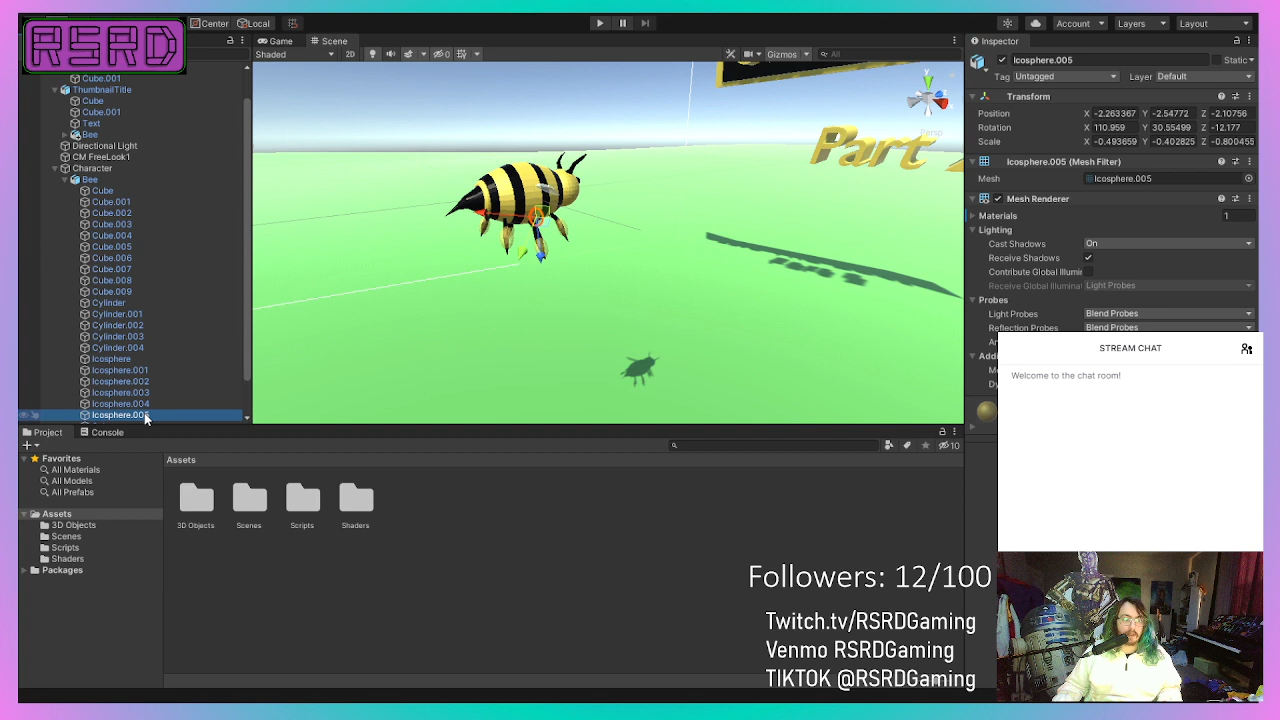 RSRD
Center
Local
Account
Layers
Layout
Game
Scene
Inspector
Shaded
2D
0
Gizmos
All
Icosphere.005
Static
Tag Untagged
Layer Default
Transform
Position X -2.263367 Y -2.54772 Z -2.10756
Rotation X 110.959 Y 30.55499 Z -12.177
Scale X -0.493659 Y -0.402825 Z -0.800455
Icosphere.005 (Mesh Filter)
Mesh Icosphere.005
Mesh Renderer
Materials 1
Lighting
Cast Shadows On
Receive Shadows
Contribute Global Illumin
Receive Global Illuminat Light Probes
Probes
Light Probes Blend Probes
Reflection Probes Blend Probes
Cube.001
ThumbnailTitle
Cube
Cube.001
Text
Bee
Directional Light
CM FreeLook1
Character
Bee
Cube
Cube.001
Cube.002
Cube.003
Cube.004
Cube.005
Cube.006
Cube.007
Cube.008
Cube.009
Cylinder
Cylinder.001
Cylinder.002
Cylinder.003
Cylinder.004
Icosphere
Icosphere.001
Icosphere.002
Icosphere.003
Icosphere.004
Icosphere.005
Part
Persp
STREAM CHAT
Welcome to the chat room!
Project
Console
10
Favorites
All Materials
All Models
All Prefabs
Assets
3D Objects
Scenes
Scripts
Shaders
Packages
Assets
3D Objects
Scenes
Scripts
Shaders
Followers: 12/100
Twitch.tv/RSRDGaming
Venmo RSRDGaming
TIKTOK @RSRDGaming